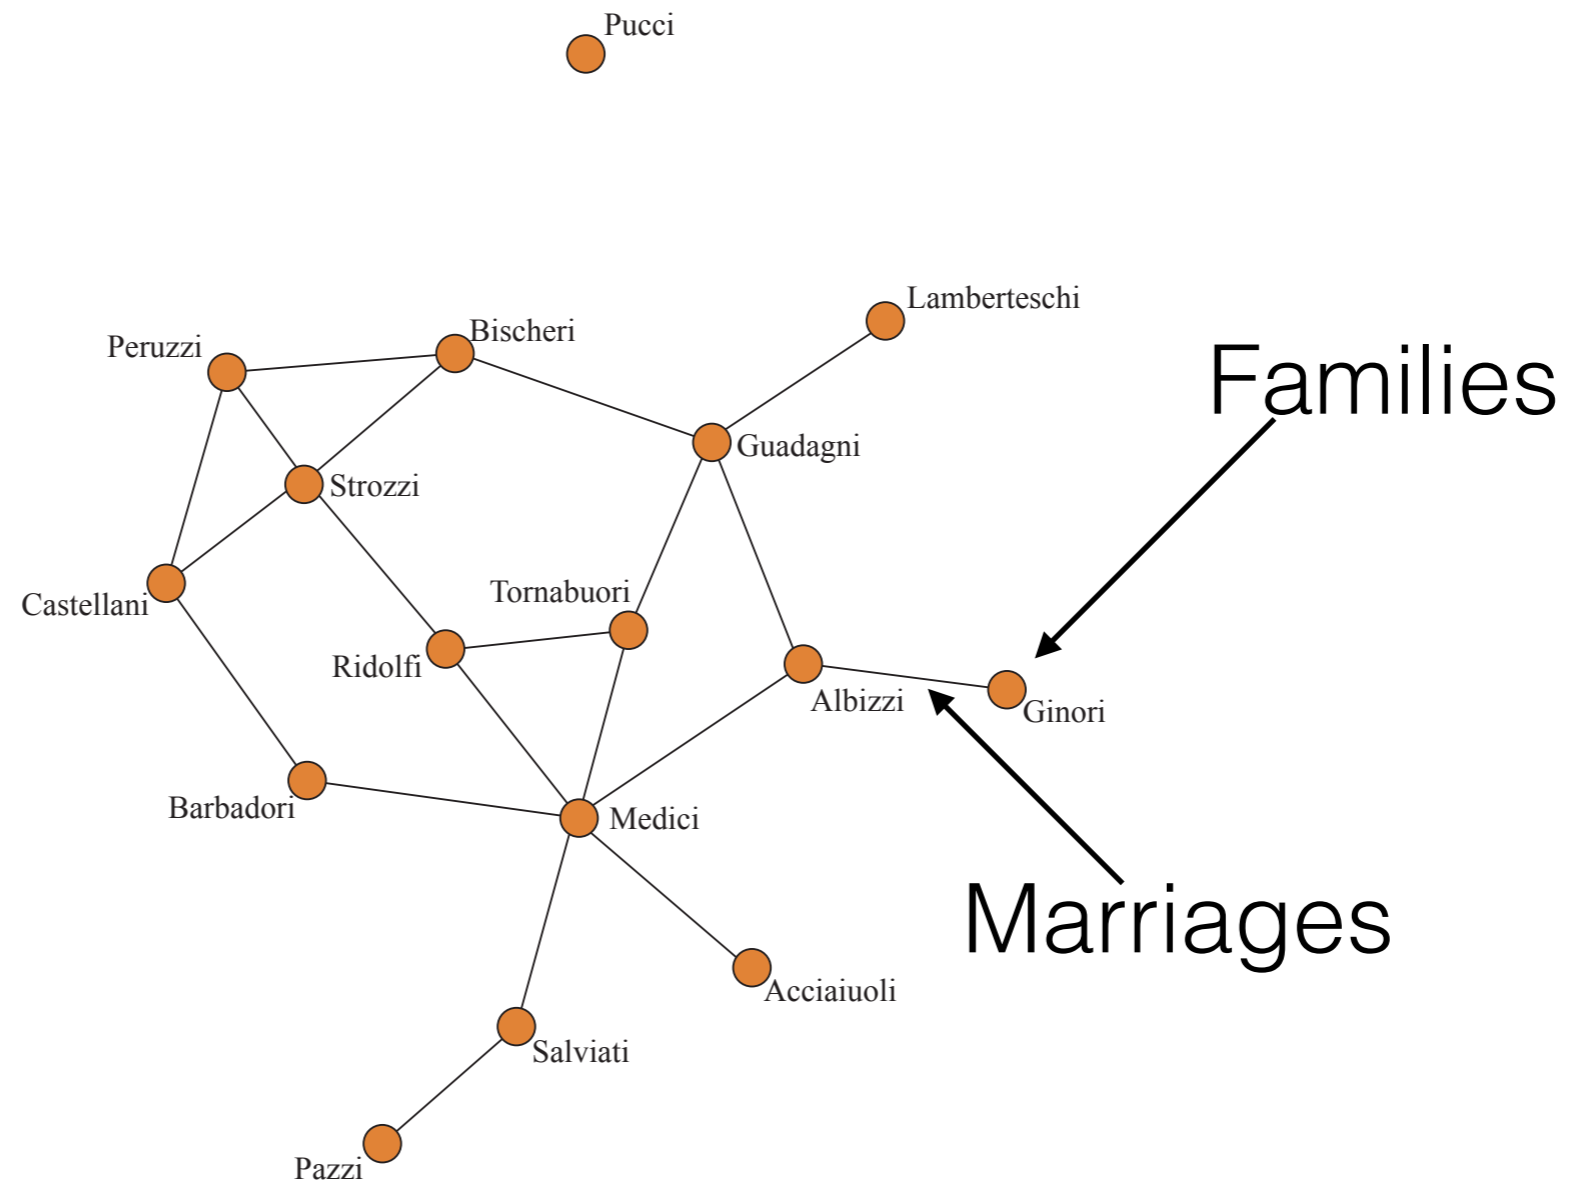 Pucci
Lamberteschi
Bischeri
Peruzzi
Families
Guadagni
Strozzi
Tornabuori
Castellani
Ridolfi
Albizzi
Ginori
Barbadori
Medici
Marriages
Acciaiuoli
Salviati
Pazzi